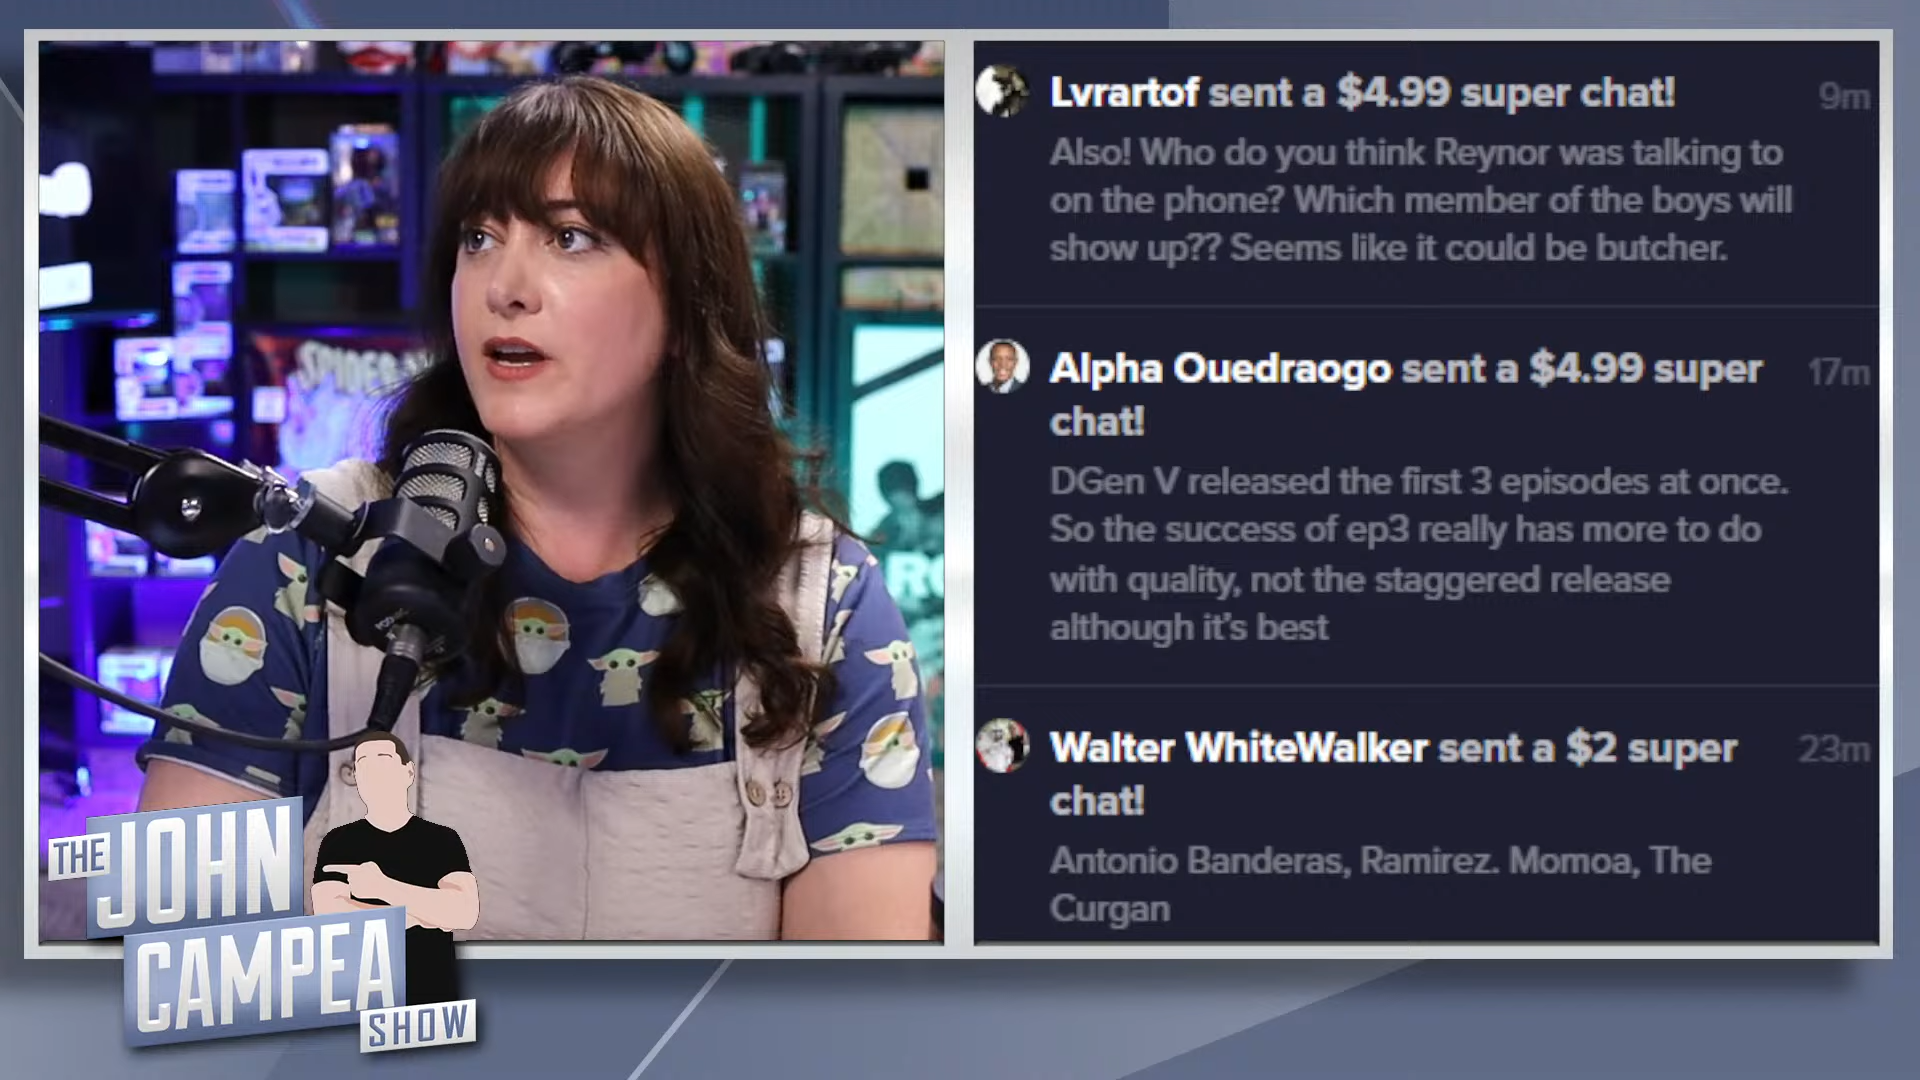 Lvrartof sent a $4.99 super chat!
9m
Also! Who do you think Reynor was talking to
on the phone? Which member of the boys will
show up?? Seems like it could be butcher.
Alpha Ouedraogo sent a $4.99 super
chat!
17m
DGen V released the first 3 episodes at once.
So the success of ep3 really has more to do
with quality, not the staggered release
although it's best
Walter WhiteWalker sent a $2 super
chat!
23m
Antonio Banderas, Ramirez. Momoa, The
Curgan
SPIDER
THE
JOHN
CAMPEA
SHOW